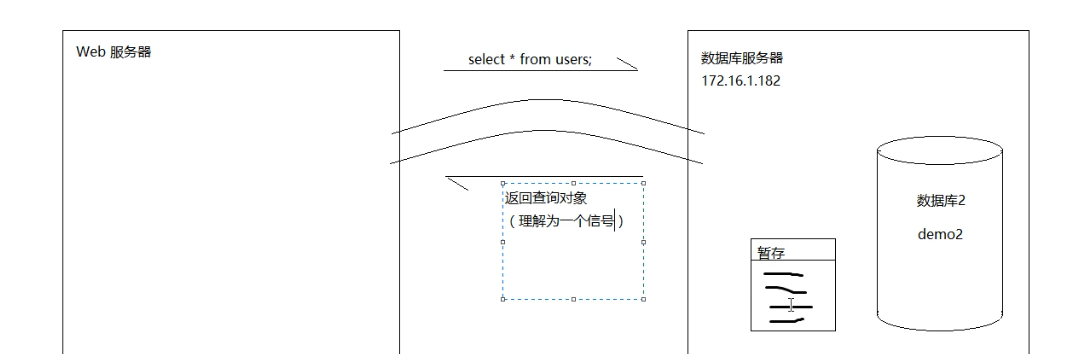 Web 服务器
select * from users;
数据库服务器
172.16.1.182
返回查询对象
（理解为一个信号）
数据库2
demo2
暂存